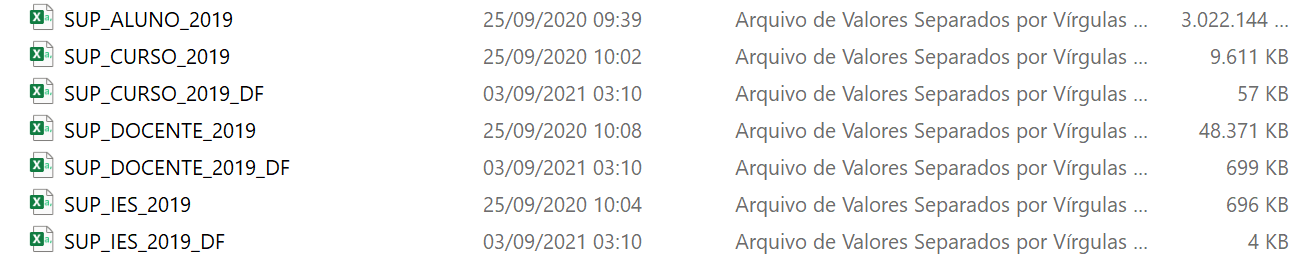 SUP_ALUNO_2019 25/09/2020 09:39 Arquivo de Valores Separados por Vírgulas ... 3.022.144 ...
SUP_CURSO_2019 25/09/2020 10:02 Arquivo de Valores Separados por Vírgulas ... 9.611 KB
SUP_CURSO_2019_DF 03/09/2021 03:10 Arquivo de Valores Separados por Vírgulas ... 57 KB
SUP_DOCENTE_2019 25/09/2020 10:08 Arquivo de Valores Separados por Vírgulas ... 48.371 KB
SUP_DOCENTE_2019_DF 03/09/2021 03:10 Arquivo de Valores Separados por Vírgulas ... 699 KB
SUP_IES_2019 25/09/2020 10:04 Arquivo de Valores Separados por Vírgulas ... 696 KB
SUP_IES_2019_DF 03/09/2021 03:10 Arquivo de Valores Separados por Vírgulas ... 4 KB